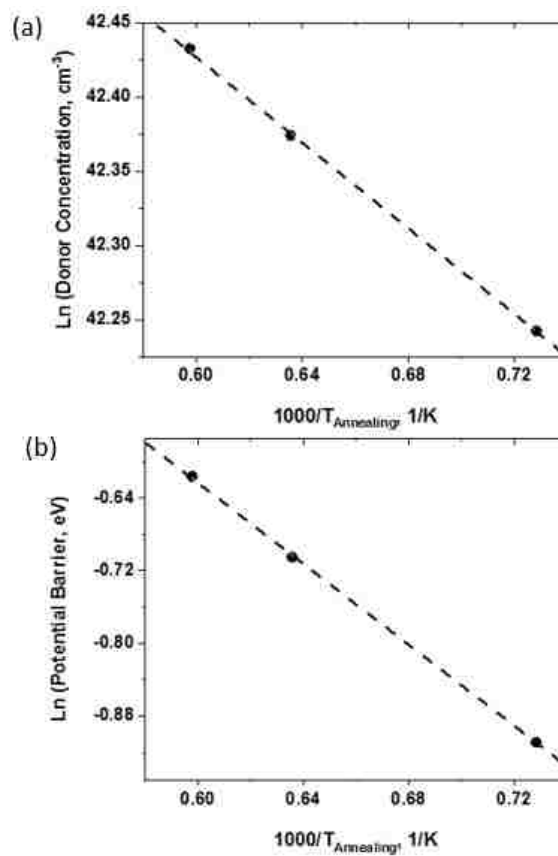 (a)
Ln (Donor Concentration, cm-3)
42.45
42.40
42.35
42.30
42.25
0.60 0.64 0.68 0.72
1000/TAnnealing, 1/K
(b)
Ln (Potential Barrier, eV)
-0.64
-0.72
-0.80
-0.88
0.60 0.64 0.68 0.72
1000/TAnnealing, 1/K